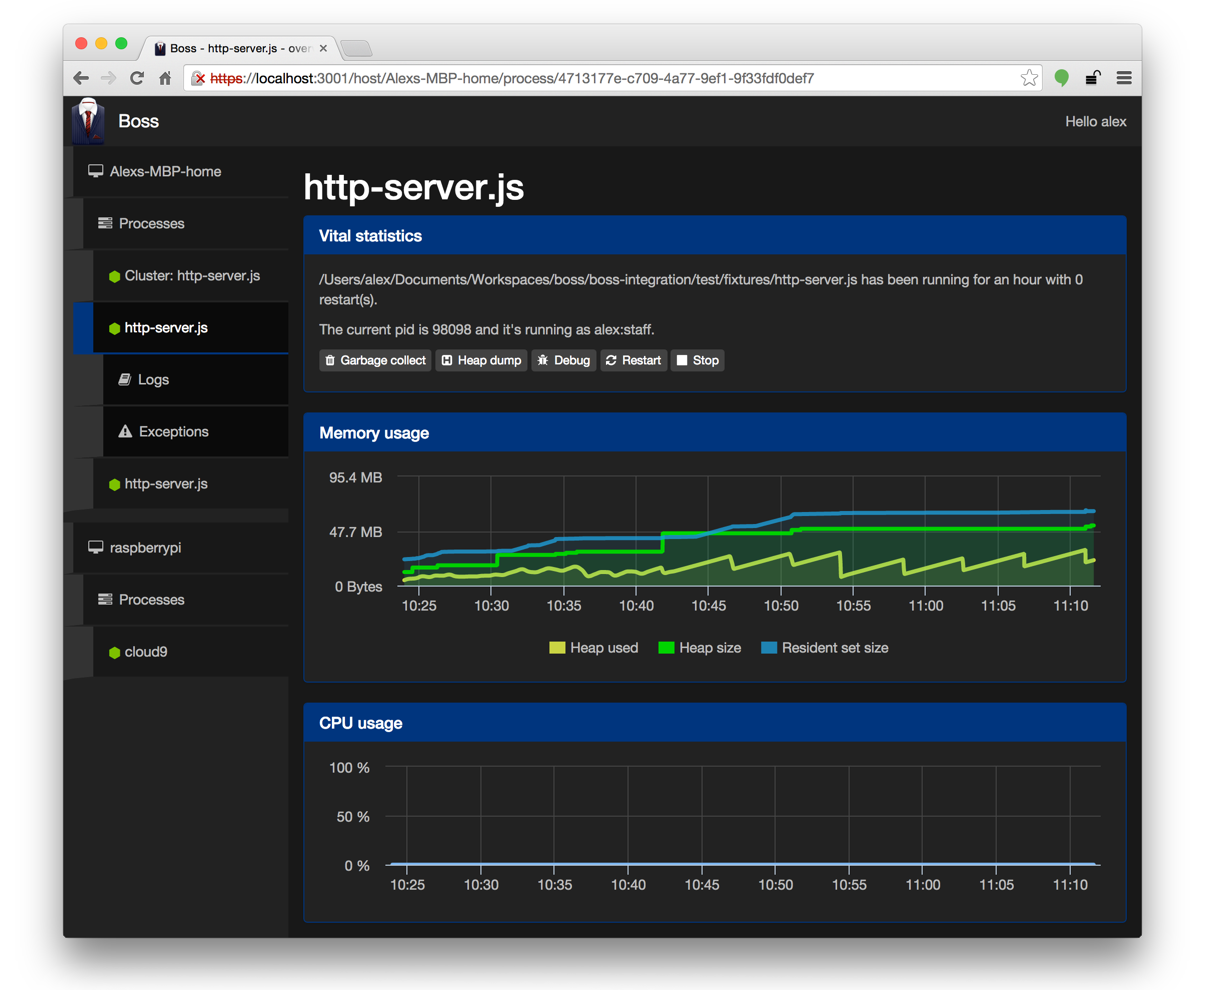 Boss - http-server.js - over
https://localhost:3001/host/Alexs-MBP-home/process/4713177e-c709-4a77-9ef1-9f33fdf0def7
Boss
Hello alex
Alexs-MBP-home
Processes
Cluster: http-server.js
http-server.js
Logs
Exceptions
http-server.js
raspberrypi
Processes
cloud9
http-server.js
Vital statistics
/Users/alex/Documents/Workspaces/boss/boss-integration/test/fixtures/http-server.js has been running for an hour with 0
restart(s).
The current pid is 98098 and it's running as alex:staff.
Garbage collect Heap dump Debug Restart Stop
Memory usage
95.4 MB
47.7 MB
0 Bytes
10:25 10:30 10:35 10:40 10:45 10:50 10:55 11:00 11:05 11:10
Heap used Heap size Resident set size
CPU usage
100 %
50 %
0 %
10:25 10:30 10:35 10:40 10:45 10:50 10:55 11:00 11:05 11:10